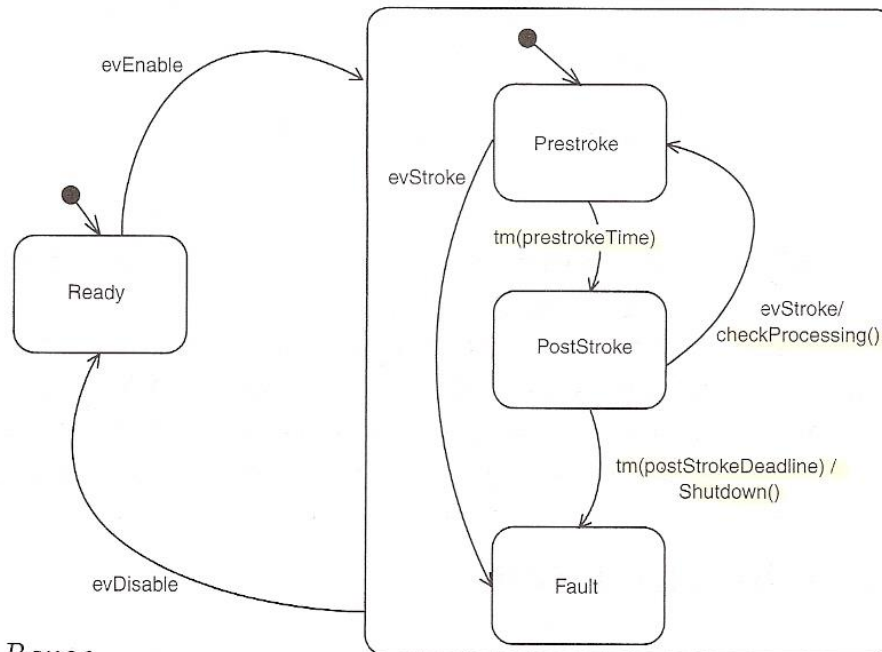 evEnable
Prestroke
evStroke
tm(prestrokeTime)
Ready
PostStroke
evStroke/
checkProcessing()
tm(postStrokeDeadline) /
Shutdown()
evDisable
Fault